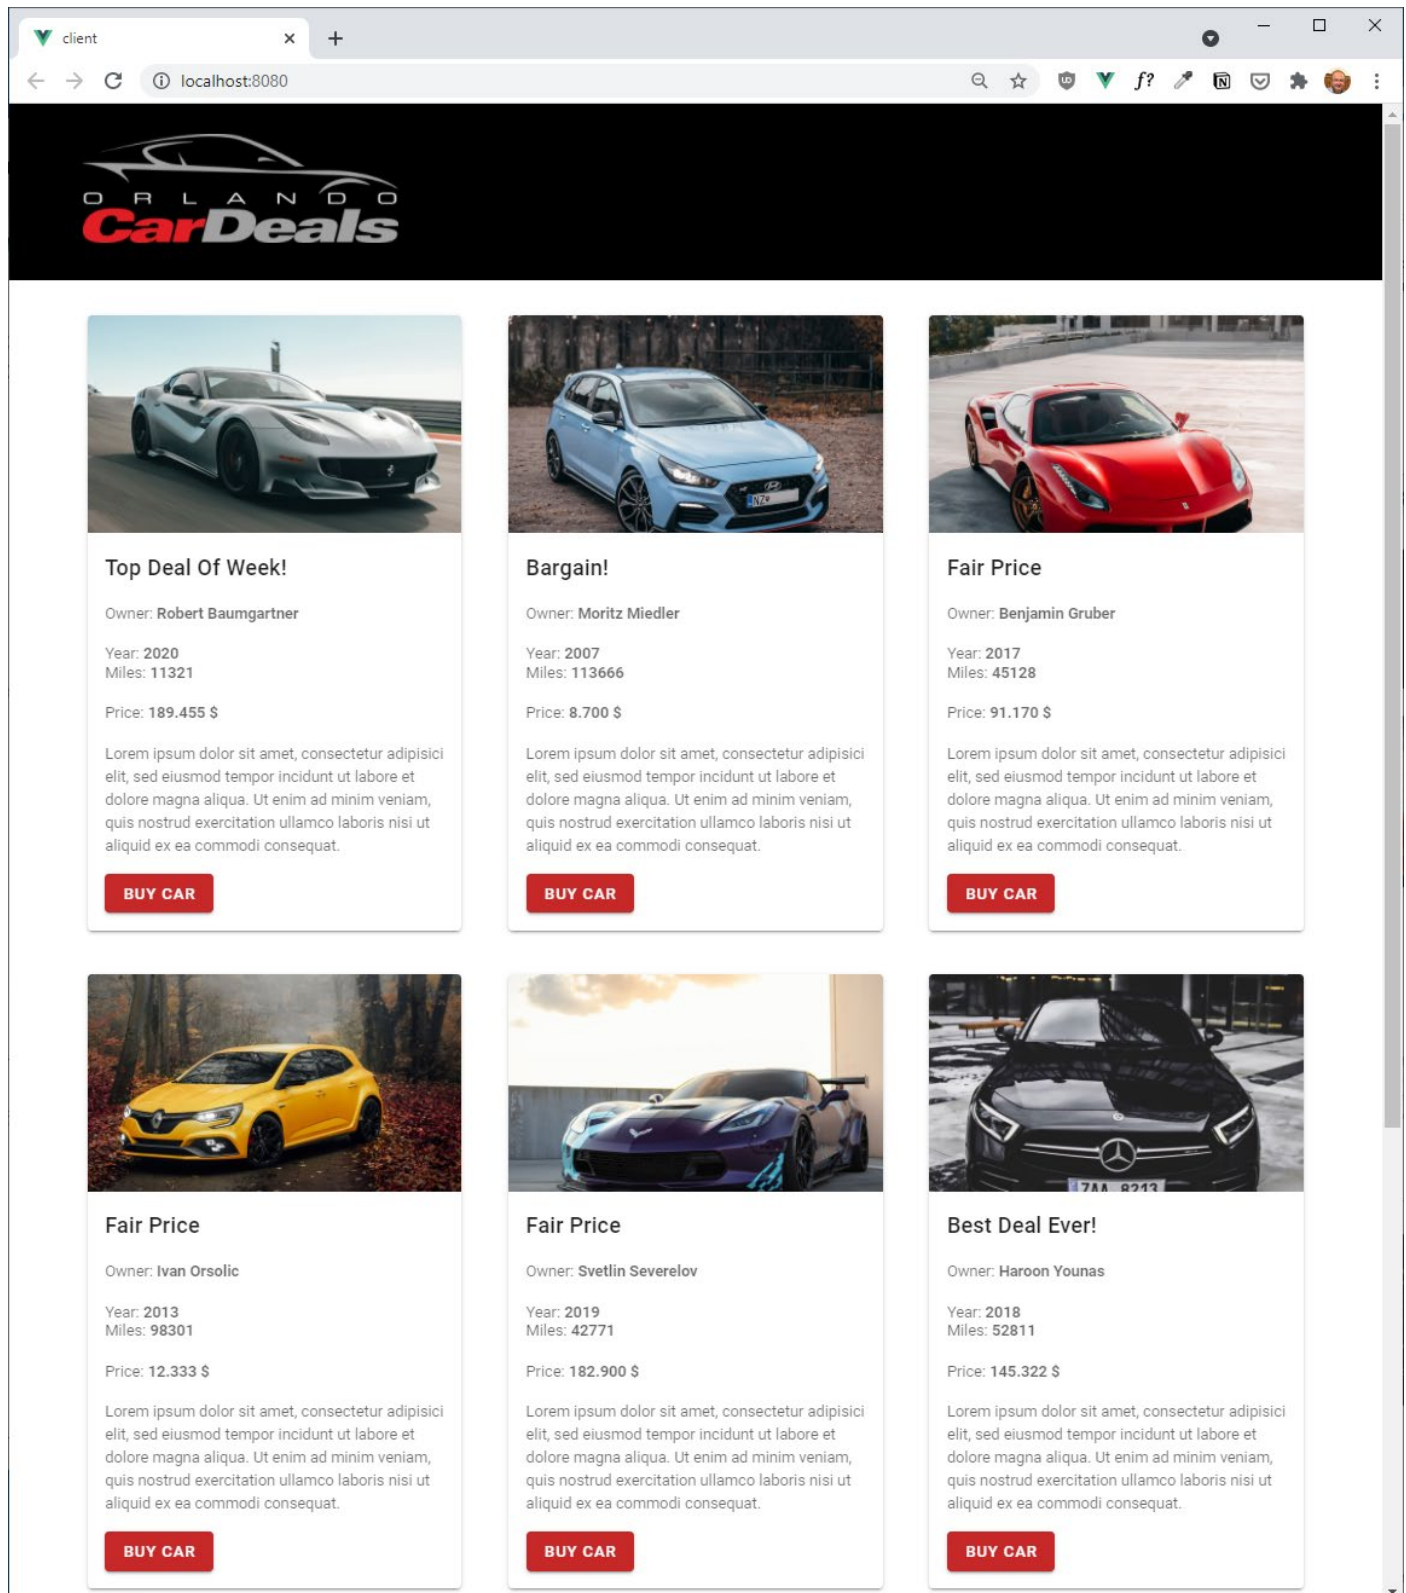 client
localhost:8080
ORLANDO
CarDeals
Top Deal Of Week!
Owner: Robert Baumgartner
Year: 2020
Miles: 11321
Price: 189.455 $
Lorem ipsum dolor sit amet, consectetur adipisici
elit, sed eiusmod tempor incidunt ut labore et
dolore magna aliqua. Ut enim ad minim veniam,
quis nostrud exercitation ullamco laboris nisi ut
aliquid ex ea commodi consequat.
BUY CAR
Bargain!
Owner: Moritz Miedler
Year: 2007
Miles: 113666
Price: 8.700 $
Lorem ipsum dolor sit amet, consectetur adipisici
elit, sed eiusmod tempor incidunt ut labore et
dolore magna aliqua. Ut enim ad minim veniam,
quis nostrud exercitation ullamco laboris nisi ut
aliquid ex ea commodi consequat.
BUY CAR
Fair Price
Owner: Benjamin Gruber
Year: 2017
Miles: 45128
Price: 91.170 $
Lorem ipsum dolor sit amet, consectetur adipisici
elit, sed eiusmod tempor incidunt ut labore et
dolore magna aliqua. Ut enim ad minim veniam,
quis nostrud exercitation ullamco laboris nisi ut
aliquid ex ea commodi consequat.
BUY CAR
Fair Price
Owner: Ivan Orsolic
Year: 2013
Miles: 98301
Price: 12.333 $
Lorem ipsum dolor sit amet, consectetur adipisici
elit, sed eiusmod tempor incidunt ut labore et
dolore magna aliqua. Ut enim ad minim veniam,
quis nostrud exercitation ullamco laboris nisi ut
aliquid ex ea commodi consequat.
BUY CAR
Fair Price
Owner: Svetlin Severelov
Year: 2019
Miles: 42771
Price: 182.900 $
Lorem ipsum dolor sit amet, consectetur adipisici
elit, sed eiusmod tempor incidunt ut labore et
dolore magna aliqua. Ut enim ad minim veniam,
quis nostrud exercitation ullamco laboris nisi ut
aliquid ex ea commodi consequat.
BUY CAR
7AA 8213
Best Deal Ever!
Owner: Haroon Younas
Year: 2018
Miles: 52811
Price: 145.322 $
Lorem ipsum dolor sit amet, consectetur adipisici
elit, sed eiusmod tempor incidunt ut labore et
dolore magna aliqua. Ut enim ad minim veniam,
quis nostrud exercitation ullamco laboris nisi ut
aliquid ex ea commodi consequat.
BUY CAR